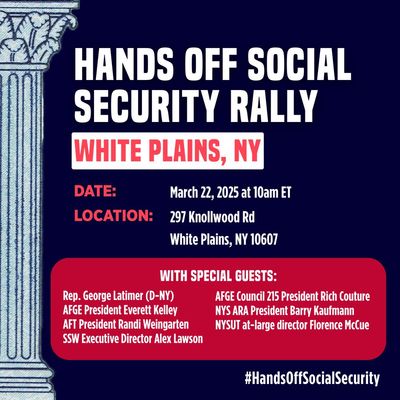 HANDS OFF SOCIAL
SECURITY RALLY
WHITE PLAINS, NY
DATE: March 22, 2025 at 10am ET
LOCATION: 297 Knollwood Rd
White Plains, NY 10607
WITH SPECIAL GUESTS:
Rep. George Latimer (D-NY)
AFGE President Everett Kelley
AFT President Randi Weingarten
SSW Executive Director Alex Lawson
AFGE Council 215 President Rich Couture
NYS ARA President Barry Kaufmann
NYSUT at-large director Florence McCue
#HandsOffSocialSecurity